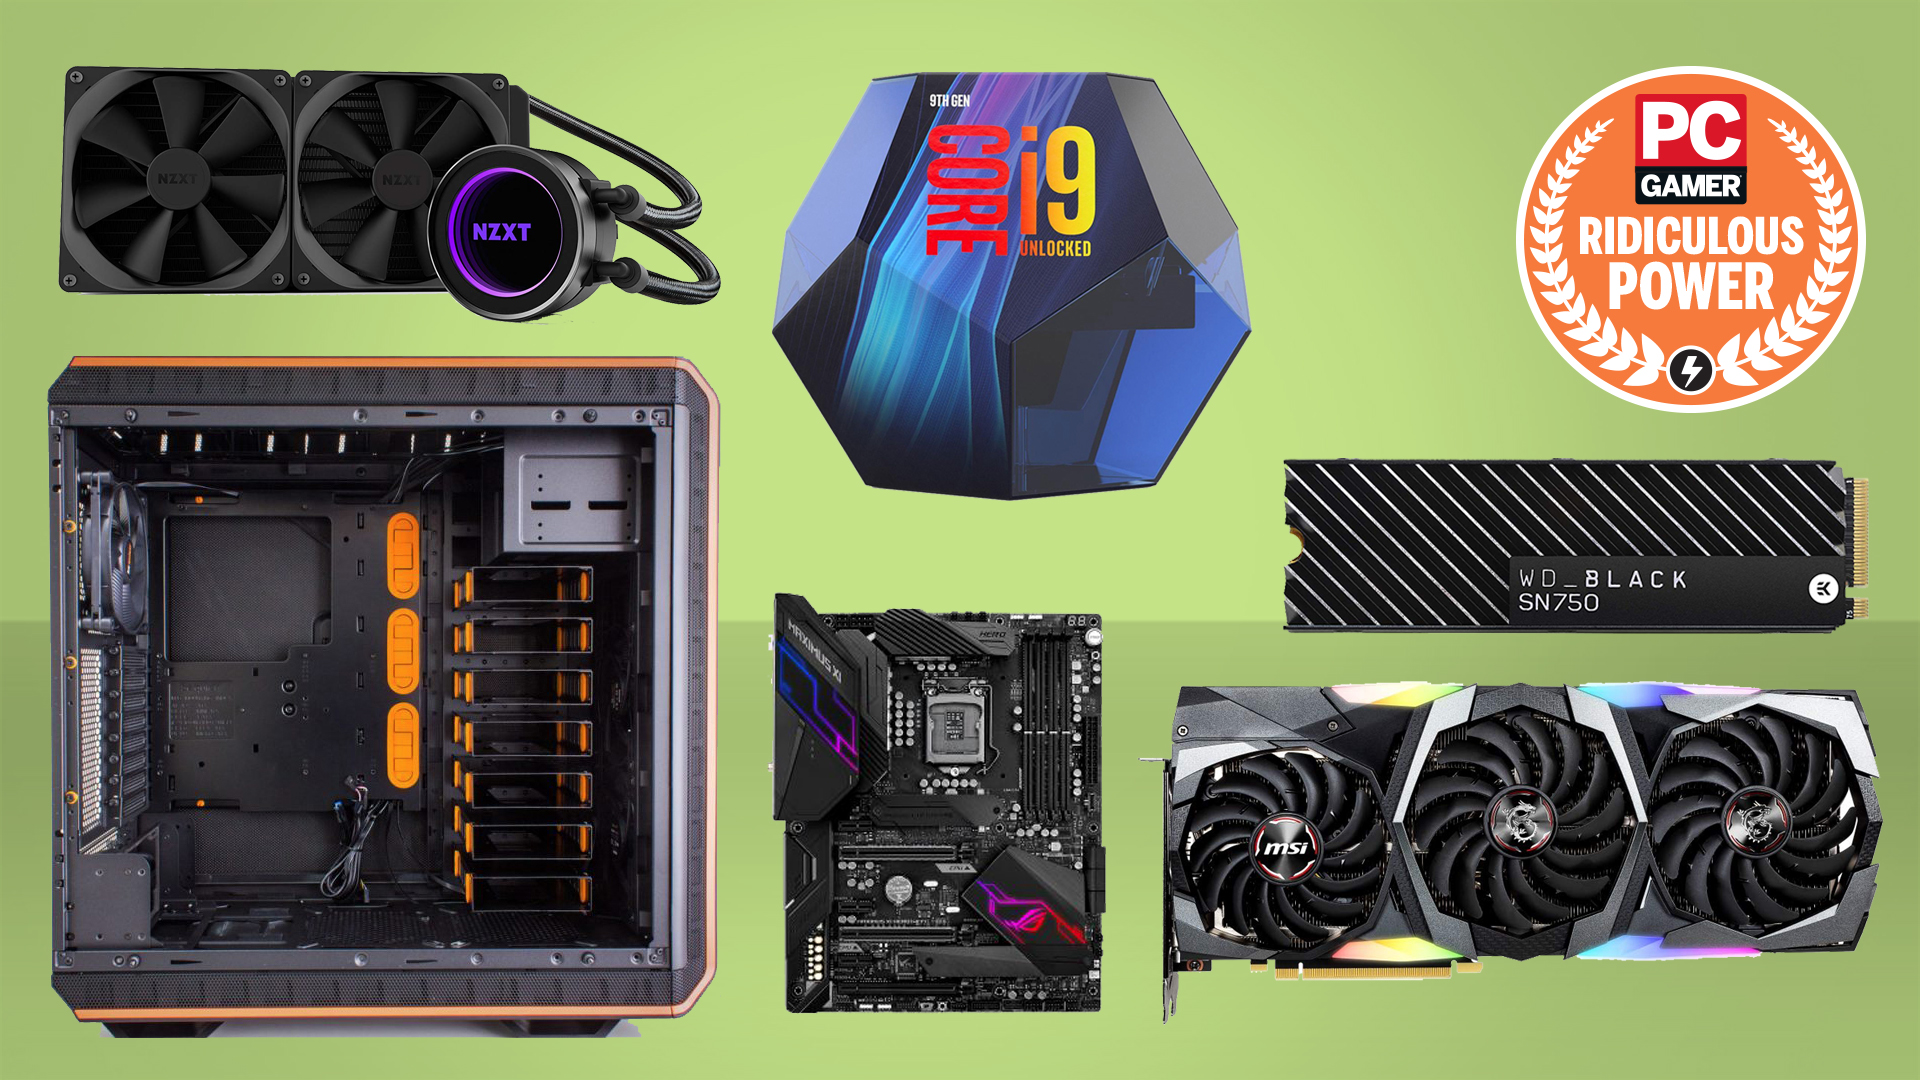 NZXT
NZXT
NZXT
9TH GEN
CORE
i9
UNLOCKED
PC
GAMER
RIDICULOUS
POWER
WD_BLACK
SN750
MAXIMUS XI
HERO
msi